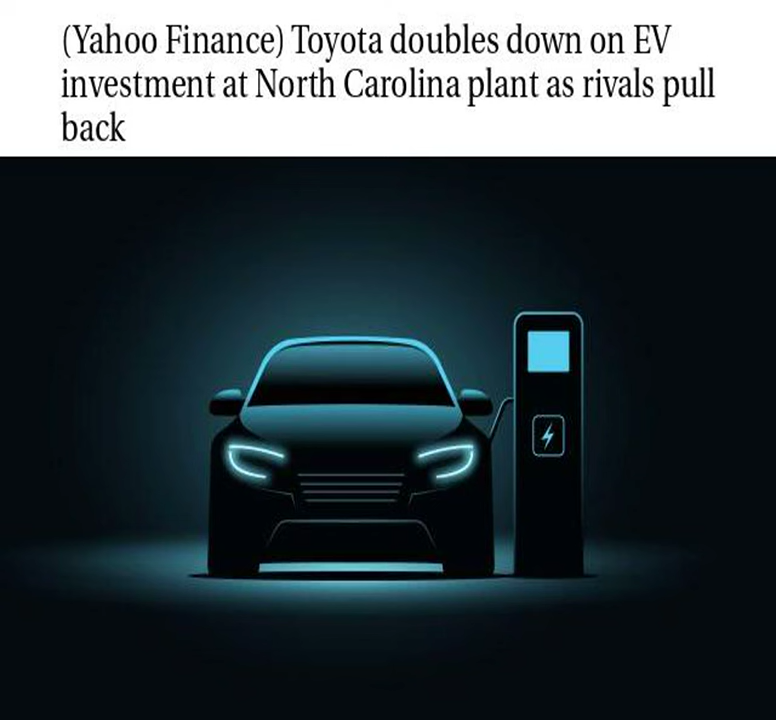 (Yahoo Finance) Toyota doubles down on EV
investment at North Carolina plant as rivals pull
back